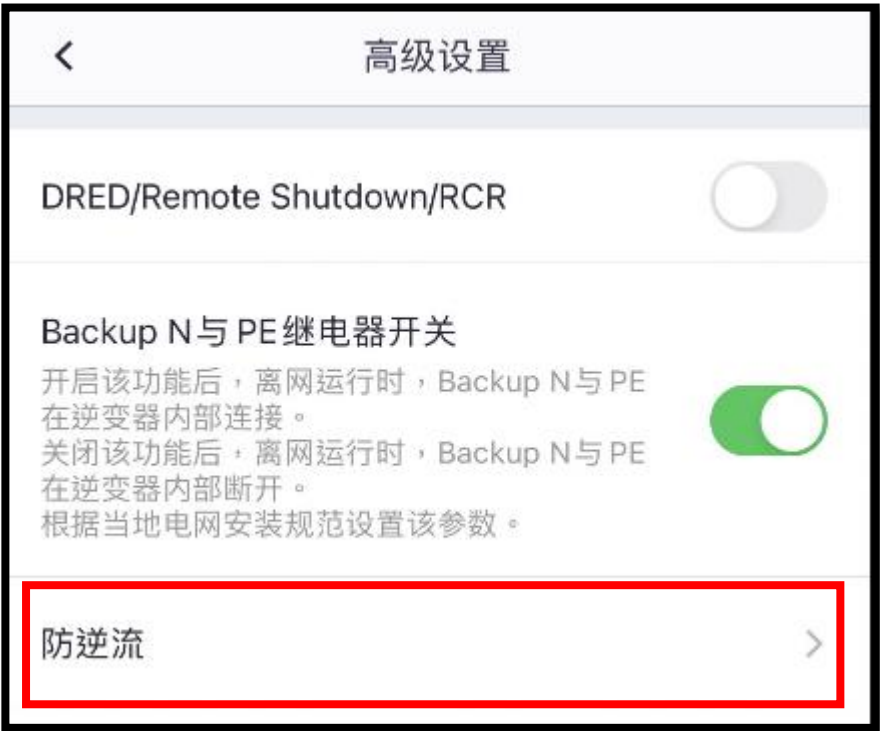 高级设置
DRED/Remote Shutdown/RCR
Backup N与PE继电器开关
开启该功能后，离网运行时，Backup N与PE
在逆变器内部连接。
关闭该功能后，离网运行时，Backup N与PE
在逆变器内部断开。
根据当地电网安装规范设置该参数。
防逆流